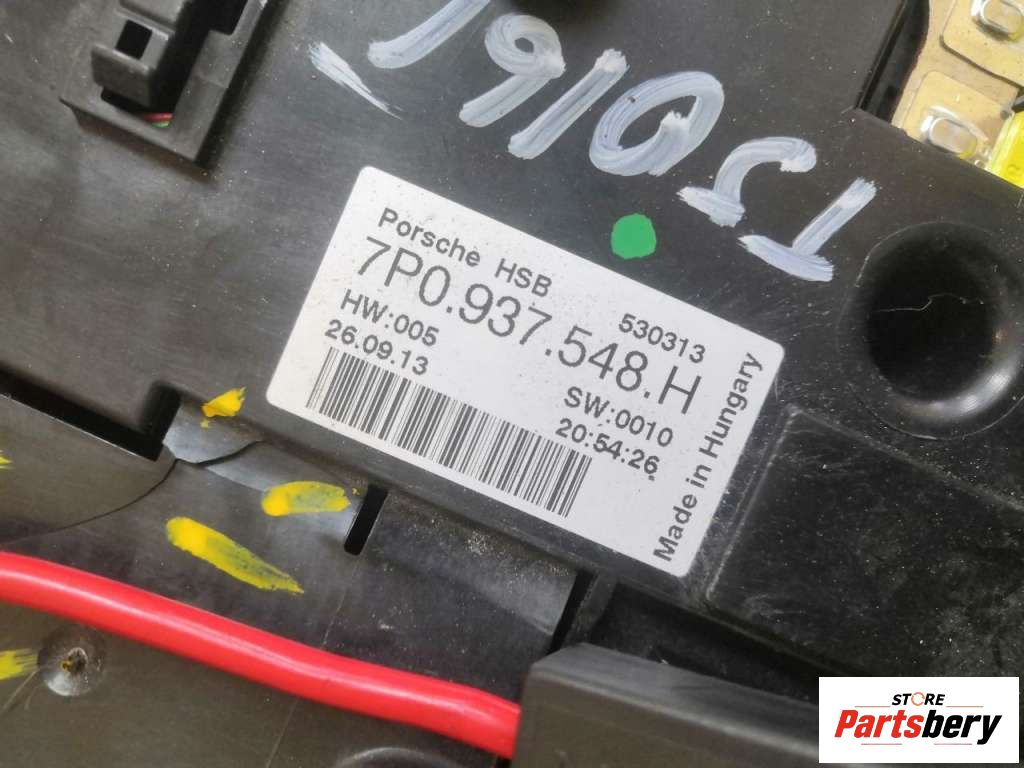 Porsche HSB
7P0.937.548.H
530313
HW:005
SW:0010
26.09.13
20:54:26
Made in Hungary
STORE
Partsbery